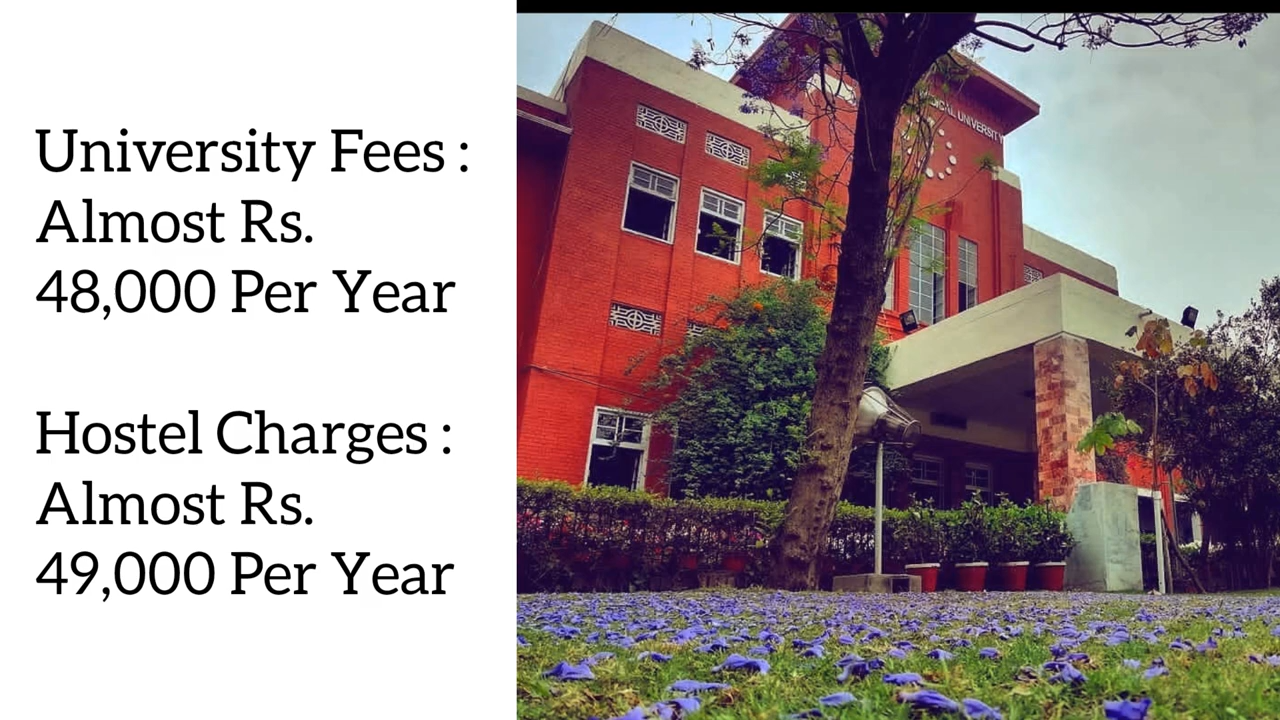 University Fees :
Almost Rs.
48,000 Per Year
Hostel Charges :
Almost Rs.
49,000 Per Year
UNIVERSITY